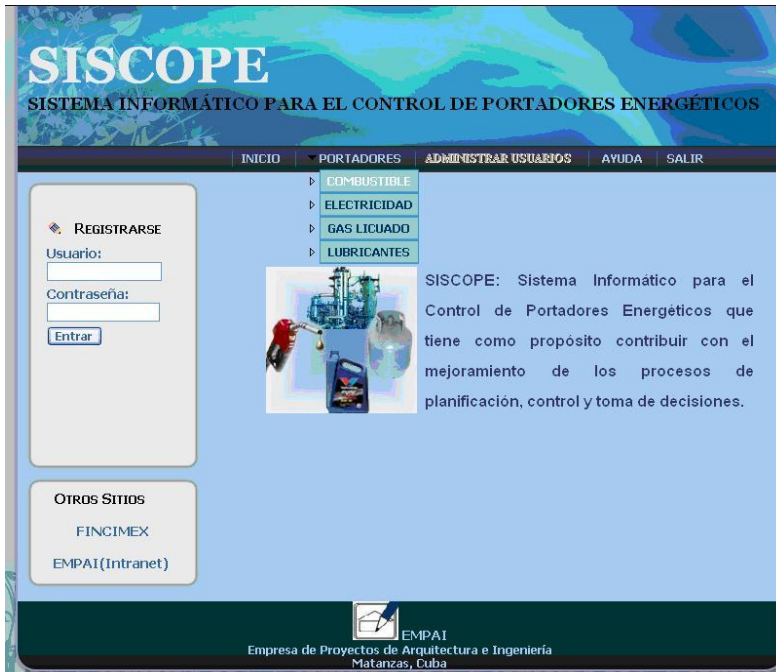 SISCOPE
SISTEMA INFORMÁTICO PARA EL CONTROL DE PORTADORES ENERGÉTICOS
INICIO PORTADORES ADMINISTRAR USUARIOS AYUDA SALIR
COMBUSTIBLE
ELECTRICIDAD
GAS LICUADO
LUBRICANTES
REGISTRARSE
Usuario:
Contraseña:
Entrar
SISCOPE: Sistema Informático para el
Control de Portadores Energéticos que
tiene como propósito contribuir con el
mejoramiento de los procesos de
planificación, control y toma de decisiones.
OTROS SITIOS
FINCIMEX
EMPAI(Intranet)
EMPAI
Empresa de Proyectos de Arquitectura e Ingeniería
Matanzas, Cuba